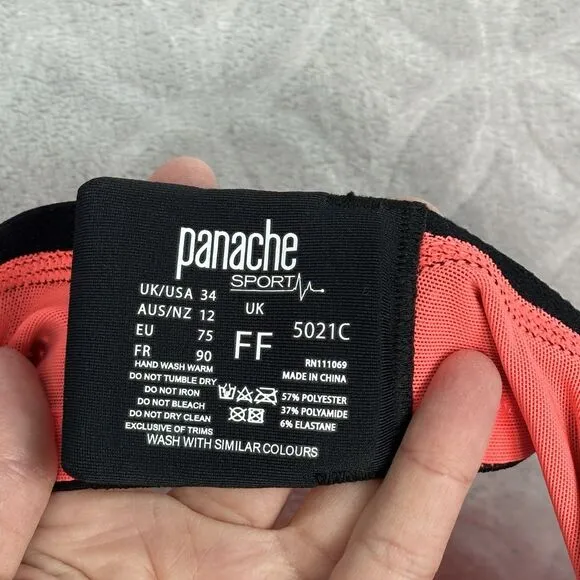 panache
SPORT
UK/USA 34
AUS/NZ 12
EU 75
FR 90
UK
FF
5021C
RN111069
MADE IN CHINA
HAND WASH WARM
DO NOT TUMBLE DRY
DO NOT IRON
DO NOT BLEACH
DO NOT DRY CLEAN
EXCLUSIVE OF TRIMS
57% POLYESTER
37% POLYAMIDE
6% ELASTANE
WASH WITH SIMILAR COLOURS